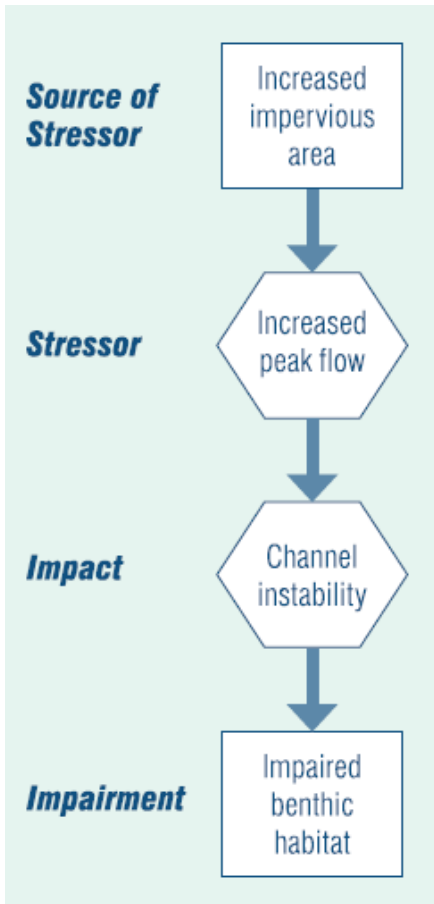 Source of
Stressor
Increased
impervious
area
Stressor
Increased
peak flow
Impact
Channel
instability
Impairment
Impaired
benthic
habitat